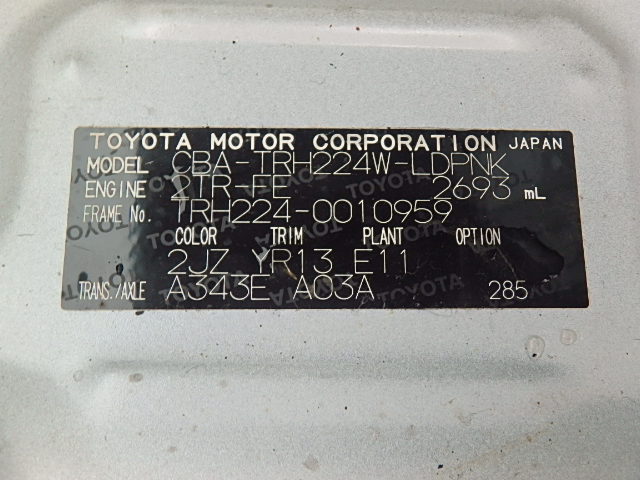 TOYOTA MOTOR CORPORATION JAPAN
MODEL CBA-TRH224W-LDPNK
ENGINE 2TR-FE 2693 mL
FRAME No. TRH224-0010959
COLOR TRIM PLANT OPTION
2JZ YR13 E11
TRANS./AXLE A343E A03A 285